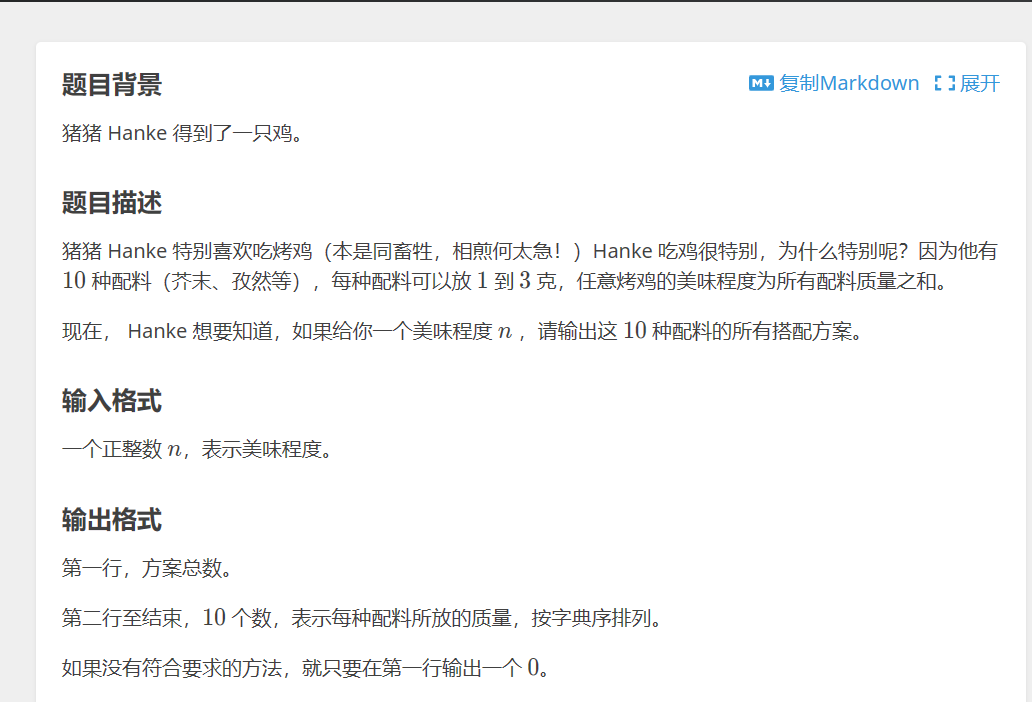 题目背景
复制Markdown 展开
猪猪 Hanke 得到了一只鸡。
题目描述
猪猪 Hanke 特别喜欢吃烤鸡（本是同畜牲，相煎何太急！）Hanke 吃鸡很特别，为什么特别呢？因为他有
10 种配料（芥末、孜然等），每种配料可以放 1 到 3 克，任意烤鸡的美味程度为所有配料质量之和。
现在， Hanke 想要知道，如果给你一个美味程度 n ，请输出这 10 种配料的所有搭配方案。
输入格式
一个正整数 n，表示美味程度。
输出格式
第一行，方案总数。
第二行至结束，10 个数，表示每种配料所放的质量，按字典序排列。
如果没有符合要求的方法，就只要在第一行输出一个 0。